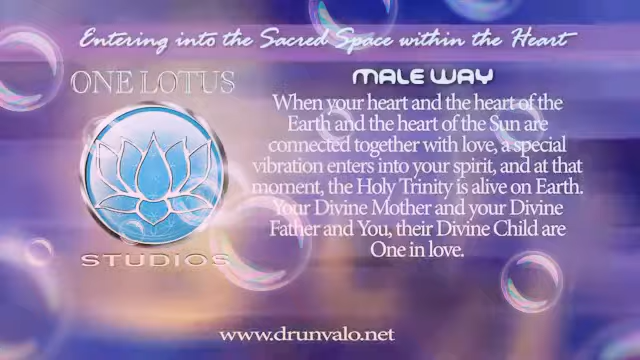 Entering into the Sacred Space within the Heart
ONE LOTUS
STUDIOS
MALE WAY
When your heart and the heart of the
Earth and the heart of the Sun are
connected together with love, a special
vibration enters into your spirit, and at that
moment, the Holy Trinity is alive on Earth.
Your Divine Mother and your Divine
Father and You, their Divine Child are
One in love.
www.drunvalo.net